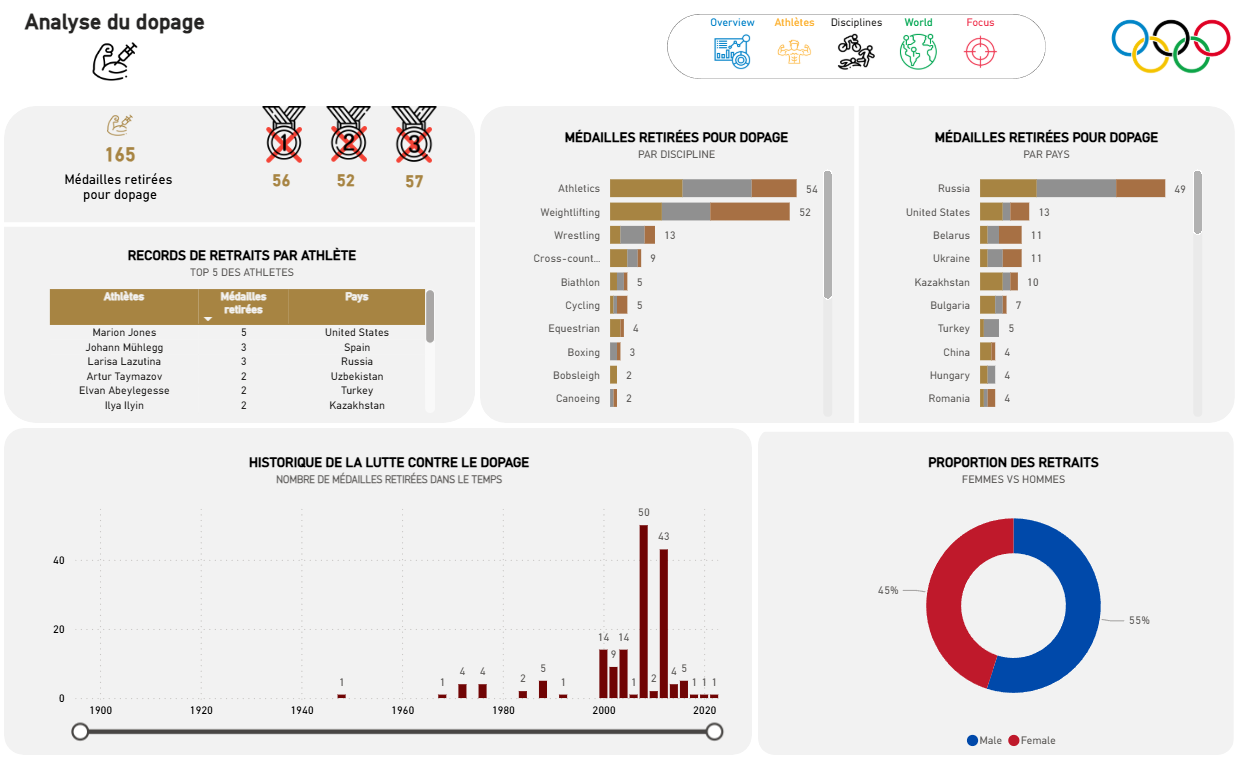 Analyse du dopage
Overview
Athlètes
Disciplines
World
Focus
165
Médailles retirées
pour dopage
1
2
3
56
52
57
RECORDS DE RETRAITS PAR ATHLÈTE
TOP 5 DES ATHLETES
Athlètes Médailles retirées Pays
Marion Jones 5 United States
Johann Mühlegg 3 Spain
Larisa Lazutina 3 Russia
Artur Taymazov 2 Uzbekistan
Elvan Abeylegesse 2 Turkey
Ilya Ilyin 2 Kazakhstan
MÉDAILLES RETIRÉES POUR DOPAGE
PAR DISCIPLINE
Athletics 54
Weightlifting 52
Wrestling 13
Cross-count... 9
Biathlon 5
Cycling 5
Equestrian 4
Boxing 3
Bobsleigh 2
Canoeing 2
MÉDAILLES RETIRÉES POUR DOPAGE
PAR PAYS
Russia 49
United States 13
Belarus 11
Ukraine 11
Kazakhstan 10
Bulgaria 7
Turkey 5
China 4
Hungary 4
Romania 4
HISTORIQUE DE LA LUTTE CONTRE LE DOPAGE
NOMBRE DE MÉDAILLES RETIRÉES DANS LE TEMPS
40
20
0
1 1 4 4 2 5 1 14 9 14 1 50 2 43 4 5 1 1 1
1900 1920 1940 1960 1980 2000 2020
PROPORTION DES RETRAITS
FEMMES VS HOMMES
45%
55%
Male Female